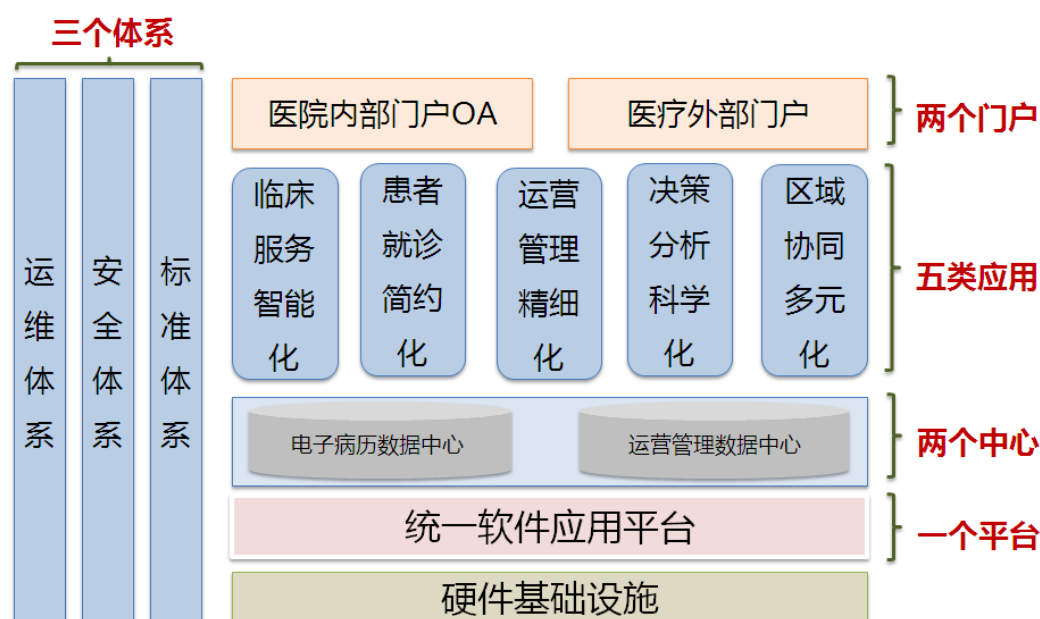 三个体系
运维体系
安全体系
标准体系
医院内部门户OA
医疗外部门户
两个门户
临床
服务
智能
化
患者
就诊
简约
化
运营
管理
精细
化
决策
分析
科学
化
区域
协同
多元
化
五类应用
电子病历数据中心
运营管理数据中心
两个中心
统一软件应用平台
一个平台
硬件基础设施